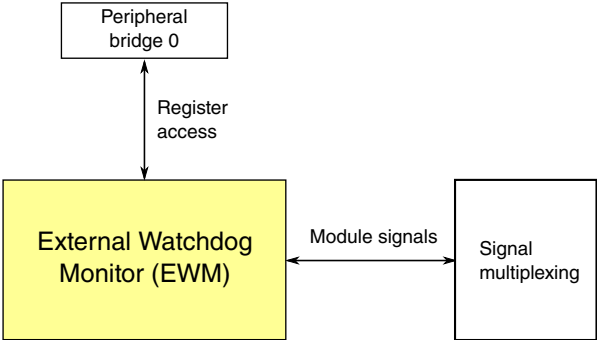 Peripheral
bridge 0
Register
access
External Watchdog
Monitor (EWM)
Module signals
Signal
multiplexing